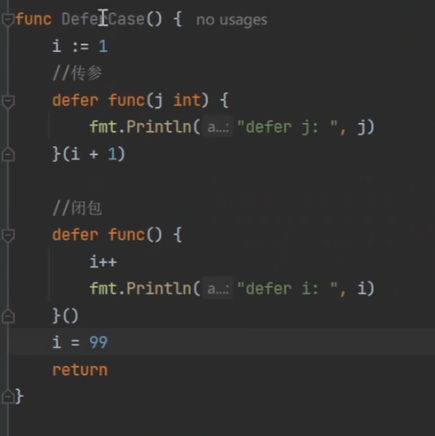 func DeferCase() { no usages
i := 1
//传参
defer func(j int) {
fmt.Println( a...: "defer j: ", j)
}(i + 1)
//闭包
defer func() {
i++
fmt.Println( a...: "defer i: ", i)
}()
i = 99
return
}